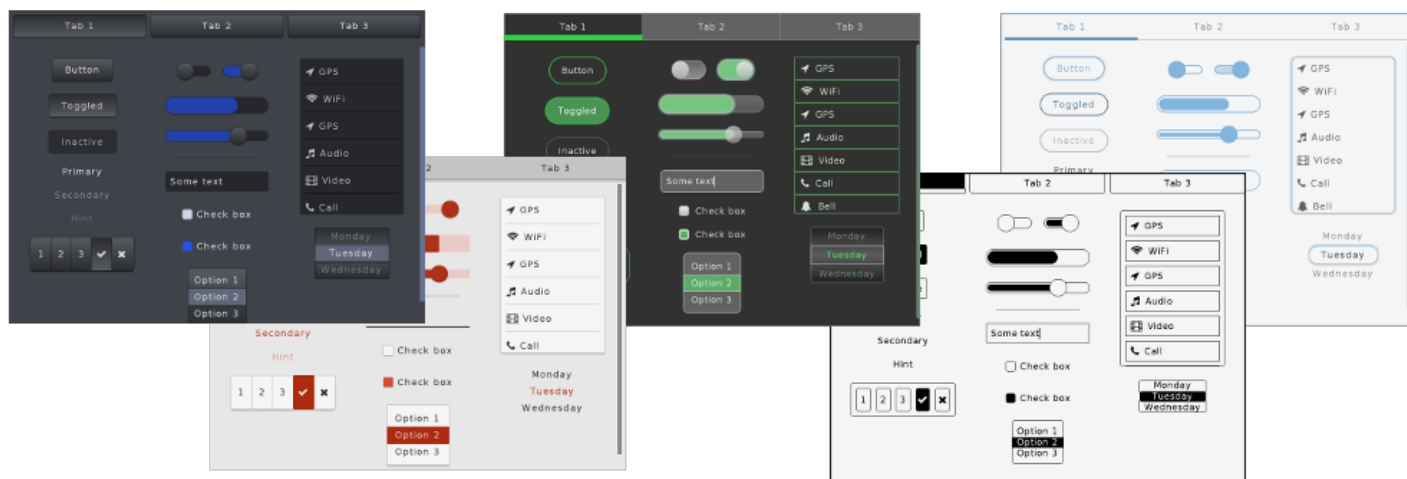 Tab 1
Tab 2
Tab 3
Button
Toggled
Inactive
Primary
Secondary
Hint
1 2 3
Some text
Check box
Check box
Option 1
Option 2
Option 3
GPS
WiFi
GPS
Audio
Video
Call
Monday
Tuesday
Wednesday
2
Tab 3
Secondary
Hint
1 2 3
Check box
Check box
Option 1
Option 2
Option 3
GPS
WiFi
GPS
Audio
Video
Call
Monday
Tuesday
Wednesday
Tab 1
Tab 2
Tab 3
Button
Toggled
Inactive
Some text
Check box
Check box
Option 1
Option 2
Option 3
GPS
WiFi
GPS
Audio
Video
Call
Bell
Monday
Tuesday
Wednesday
Tab 2
Tab 3
Secondary
Hint
1 2 3
Some text
Check box
Check box
Option 1
Option 2
Option 3
GPS
WiFi
GPS
Audio
Video
Call
Monday
Tuesday
Wednesday
Tab 1
Tab 2
Tab 3
Button
Toggled
Inactive
Primary
GPS
WiFi
GPS
Audio
Video
Call
Bell
Monday
Tuesday
Wednesday